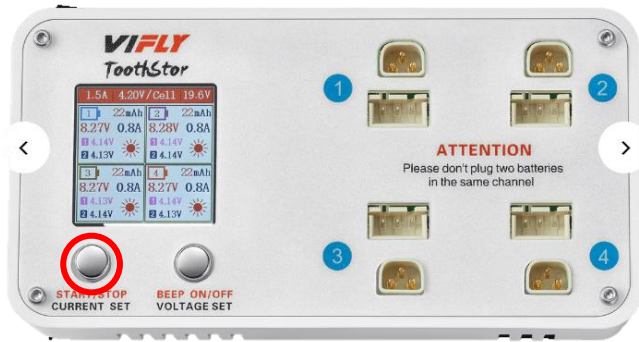 VIFLY
ToothStor
1.5A 4.20V/Cell 19.6V
1 22mAh
8.27V 0.8A
1 4.14V
2 4.13V
2 22mAh
8.28V 0.8A
1 4.14V
2 4.14V
3 22mAh
8.27V 0.8A
1 4.13V
2 4.14V
4 22mAh
8.27V 0.8A
1 4.14V
2 4.13V
START/STOP
CURRENT SET
BEEP ON/OFF
VOLTAGE SET
1
2
ATTENTION
Please don't plug two batteries
in the same channel
3
4